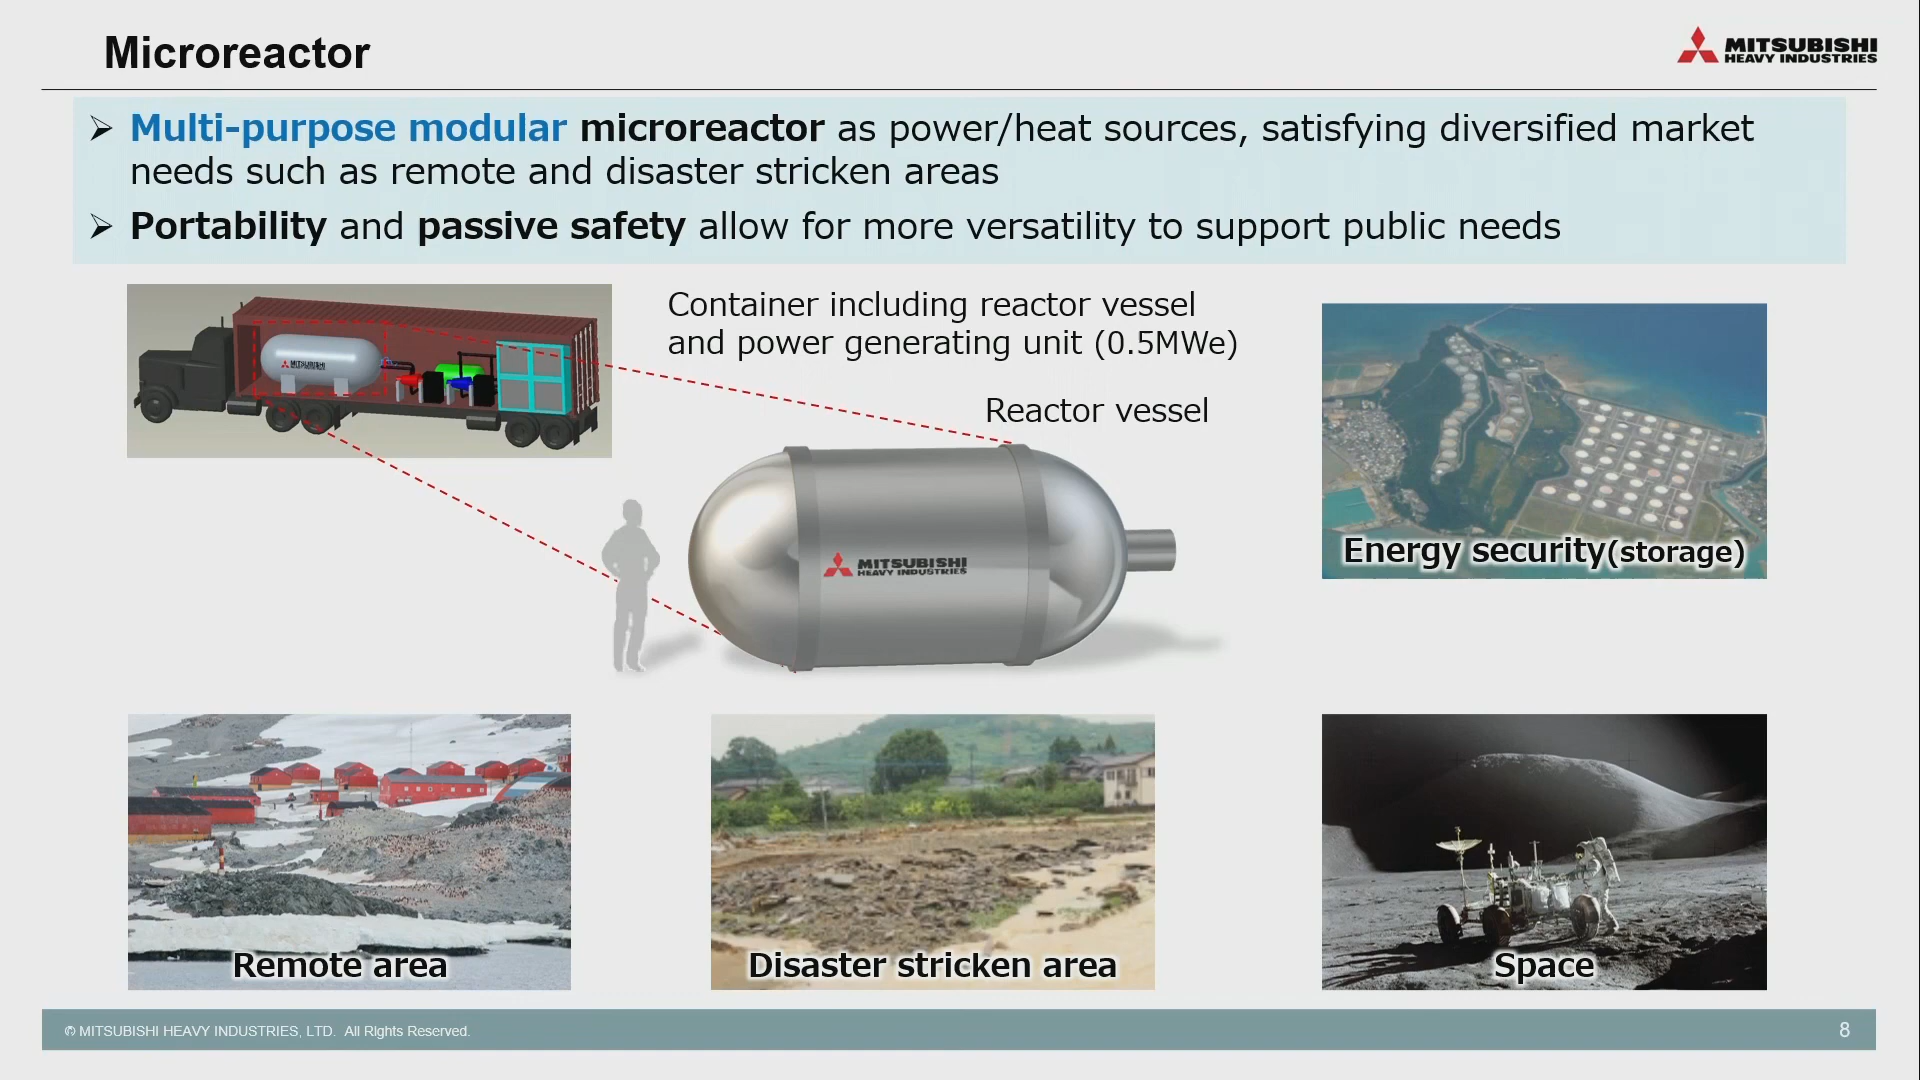 Microreactor
MITSUBISHI
HEAVY INDUSTRIES
Multi-purpose modular microreactor as power/heat sources, satisfying diversified market
needs such as remote and disaster stricken areas
Portability and passive safety allow for more versatility to support public needs
Container including reactor vessel
and power generating unit (0.5MWe)
Reactor vessel
MITSUBISHI
MITSUBISHI
HEAVY INDUSTRIES
Energy security(storage)
Remote area
Disaster stricken area
Space
© MITSUBISHI HEAVY INDUSTRIES, LTD. All Rights Reserved.
8